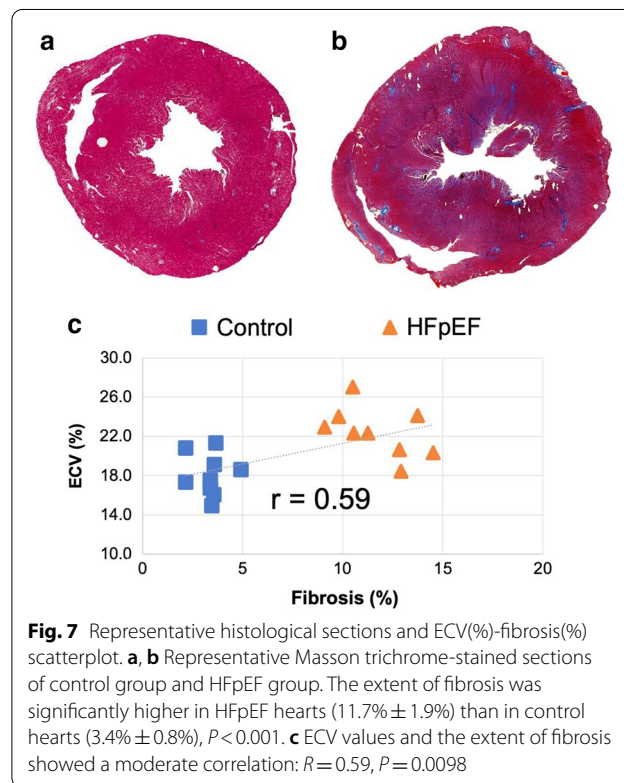 a
b
c
Control
HFpEF
30.0
26.0
22.0
18.0
14.0
10.0
ECV (%)
r = 0.59
0
5
10
15
20
Fibrosis (%)
Fig. 7 Representative histological sections and ECV(%)-fibrosis(%)
scatterplot. a, b Representative Masson trichrome-stained sections
of control group and HFpEF group. The extent of fibrosis was
significantly higher in HFpEF hearts (11.7% ± 1.9%) than in control
hearts (3.4% ± 0.8%), P < 0.001. c ECV values and the extent of fibrosis
showed a moderate correlation: R = 0.59, P = 0.0098